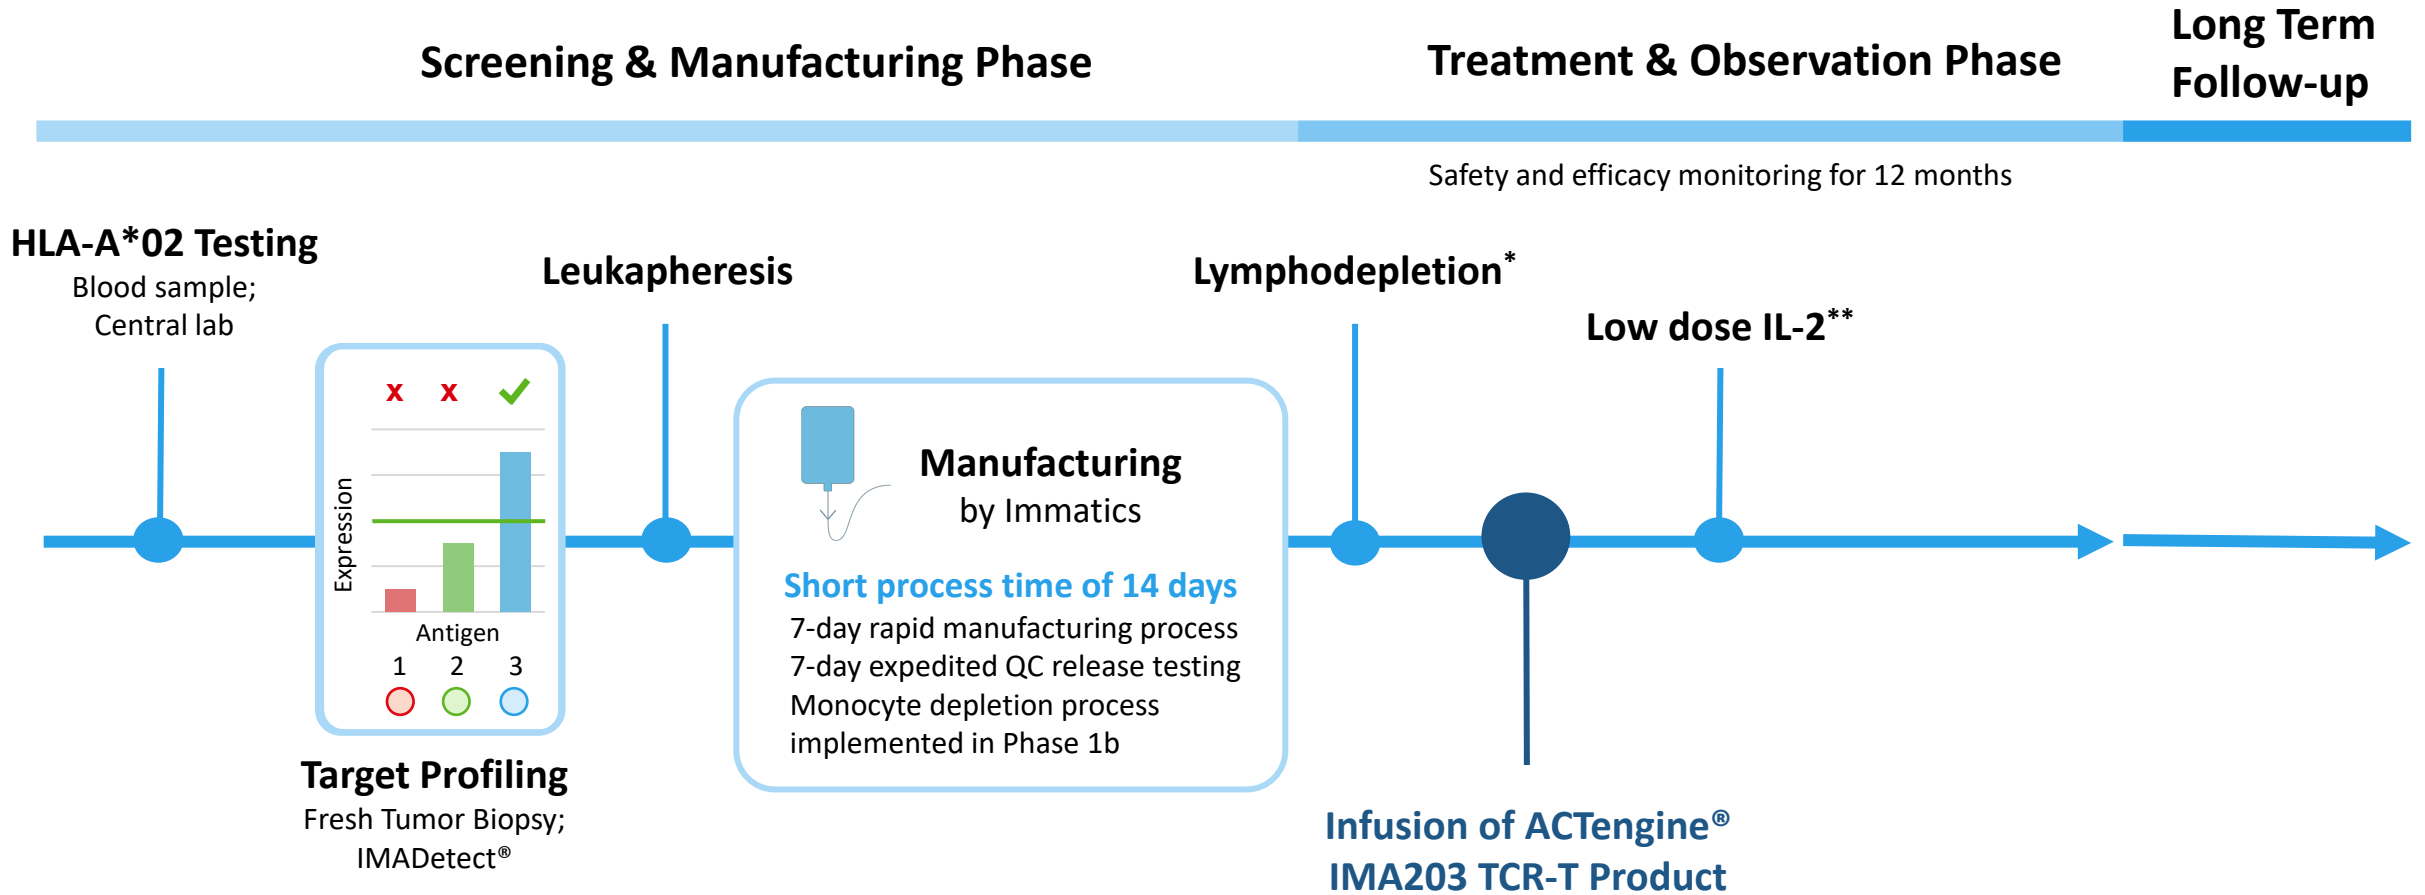 Screening & Manufacturing Phase
Treatment & Observation Phase
Long Term
Follow-up
Safety and efficacy monitoring for 12 months
HLA-A*02 Testing
Blood sample;
Central lab
x x
Expression
Antigen
1 2 3
Target Profiling
Fresh Tumor Biopsy;
IMADetect®
Leukapheresis
Manufacturing
by Immatics
Short process time of 14 days
7-day rapid manufacturing process
7-day expedited QC release testing
Monocyte depletion process
implemented in Phase 1b
Lymphodepletion*
Infusion of ACTengine®
IMA203 TCR-T Product
Low dose IL-2**